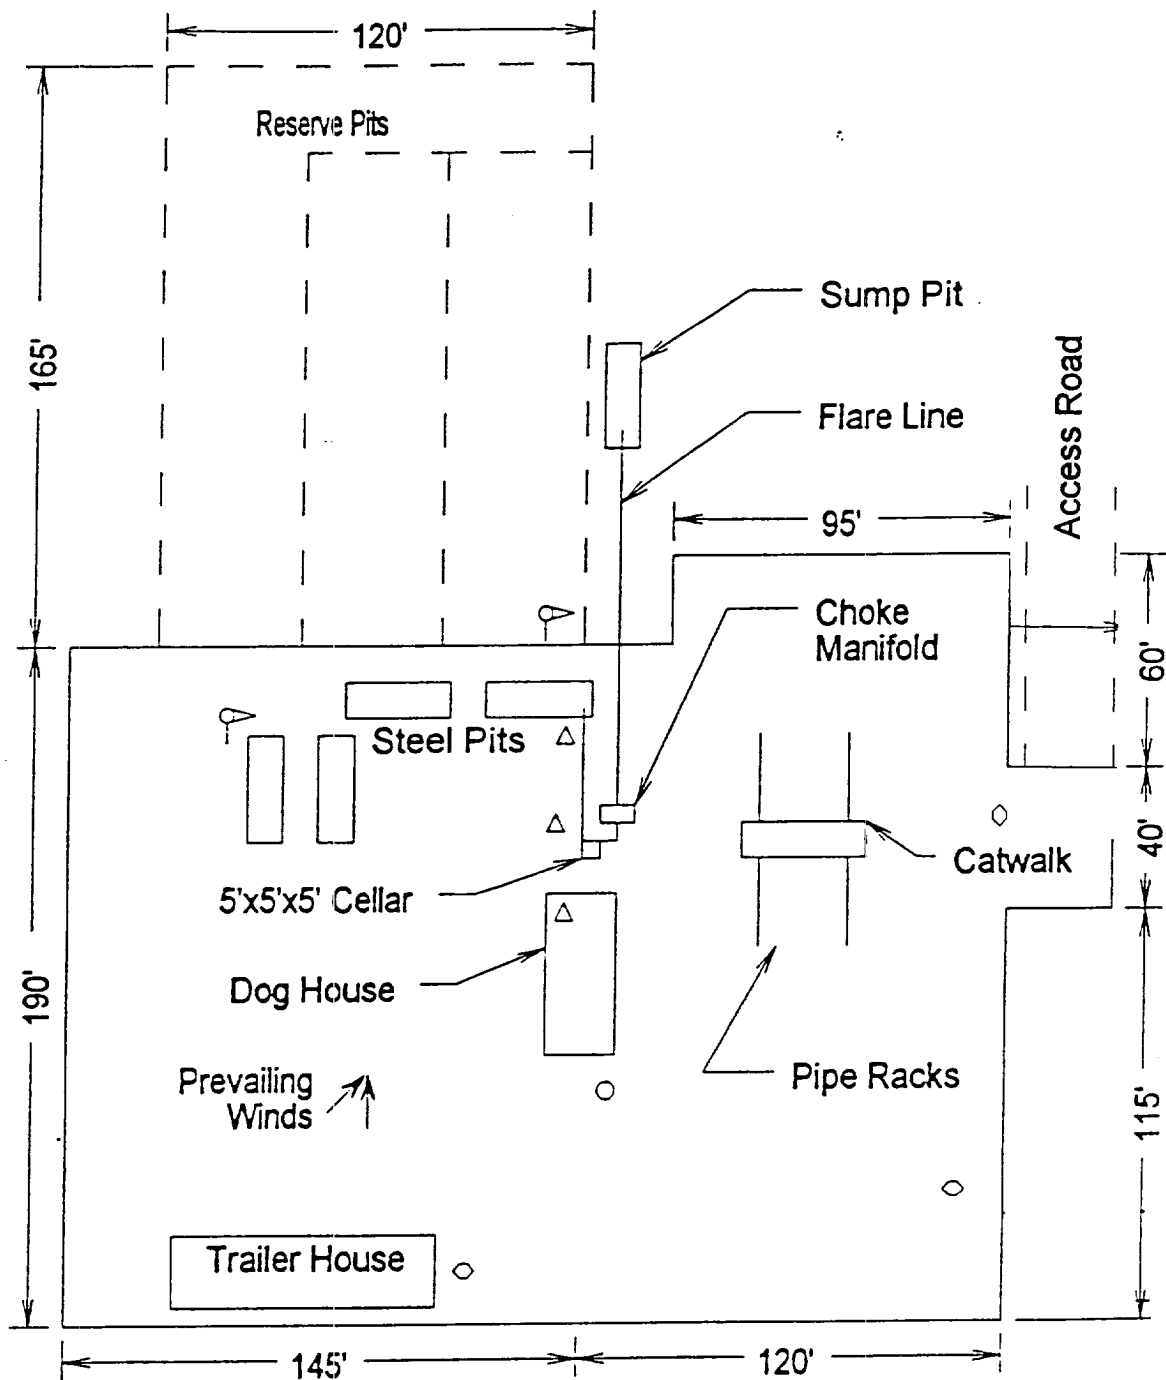 120'
Reserve Pits
Sump Pit
165'
Access Road
Flare Line
95'
Choke
Manifold
60'
Steel Pits
40'
Catwalk
5'x5'x5' Cellar
190'
Dog House
Prevailing
Winds
Pipe Racks
115'
Trailer House
145'
120'